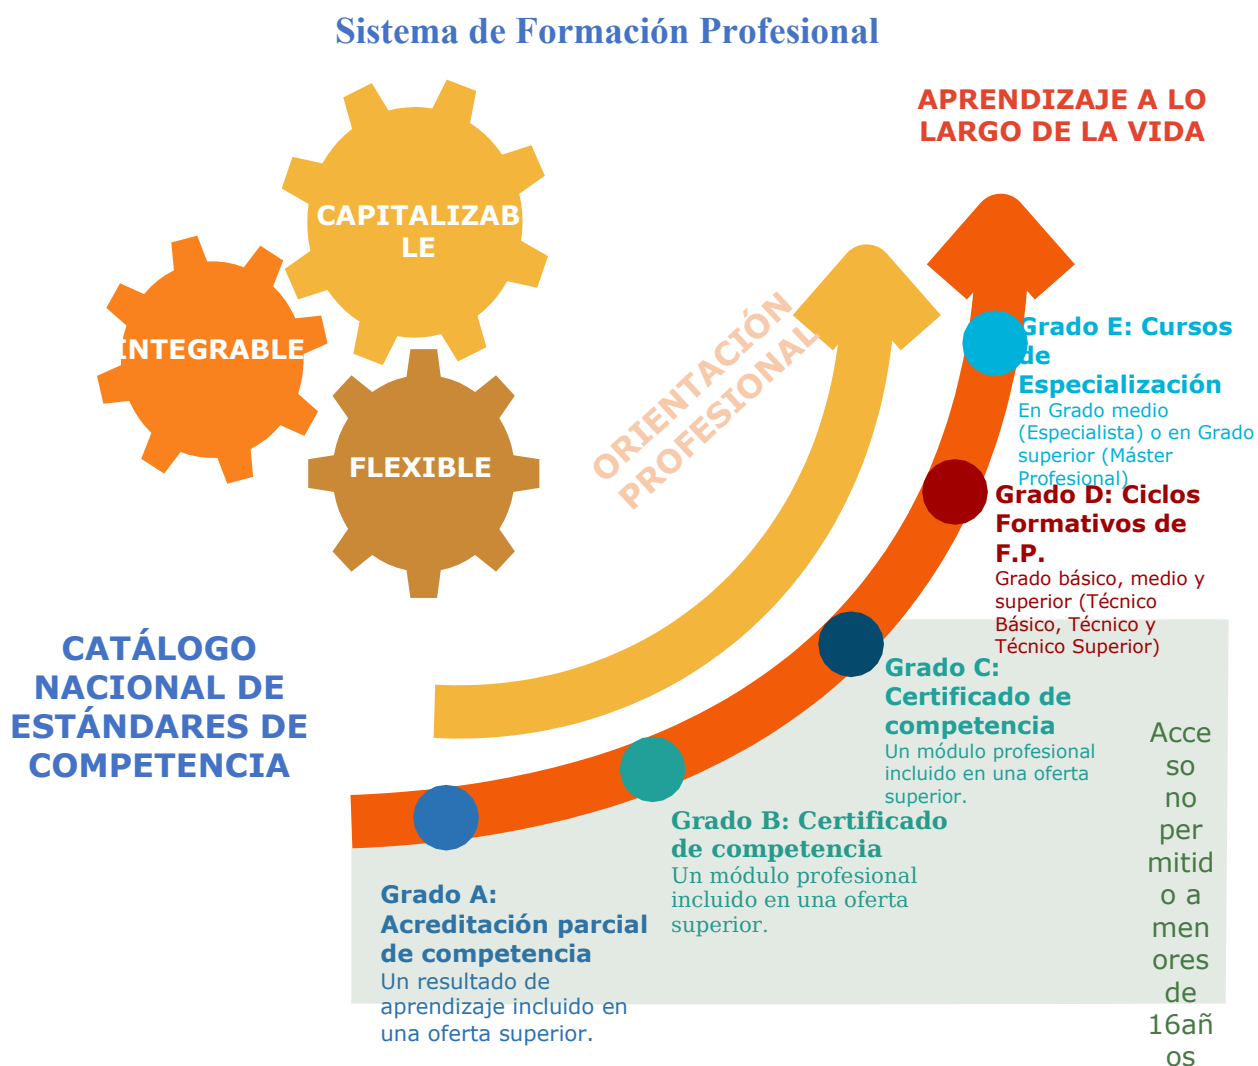 Sistema de Formación Profesional
APRENDIZAJE A LO
LARGO DE LA VIDA
CAPITALIZAB
LE
INTEGRABLE
FLEXIBLE
ORIENTACIÓN
PROFESIONAL
Grado E: Cursos
de
Especialización
En Grado medio
(Especialista) o en Grado
superior (Máster
Profesional)
Grado D: Ciclos
Formativos de
F.P.
Grado básico, medio y
superior (Técnico
Básico, Técnico y
Técnico Superior)
CATÁLOGO
NACIONAL DE
ESTÁNDARES DE
COMPETENCIA
Grado C:
Certificado de
competencia
Un módulo profesional
incluido en una oferta
superior.
Grado B: Certificado
de competencia
Un módulo profesional
incluido en una oferta
superior.
Grado A:
Acreditación parcial
de competencia
Un resultado de
aprendizaje incluido en
una oferta superior.
Acce
so
no
per
mitid
o a
men
ores
de
16añ
os